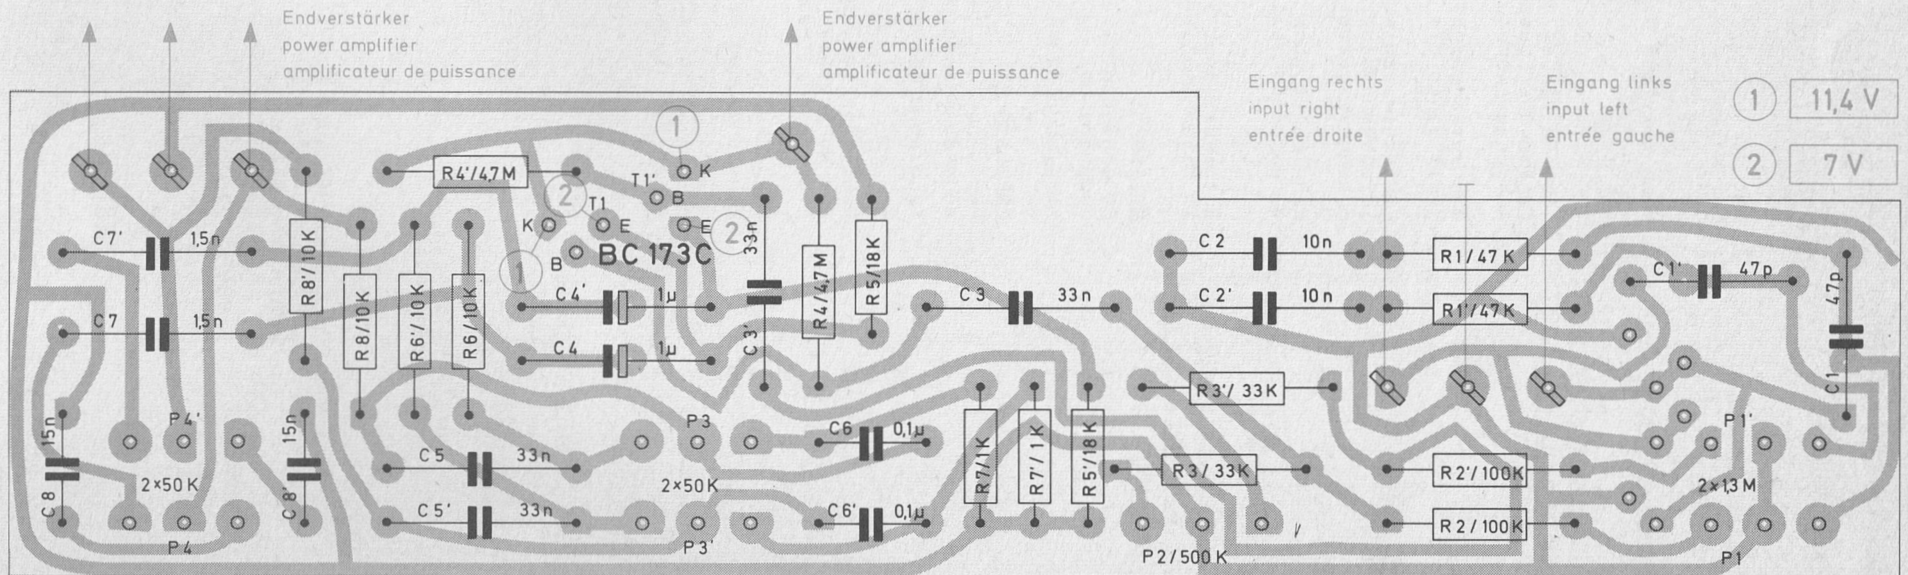 Endverstärker
power amplifier
amplificateur de puissance
Endverstärker
power amplifier
amplificateur de puissance
Eingang rechts
input right
entrée droite
Eingang links
input left
entrée gauche
1 11,4 V
2 7 V
1
K
R4'/4,7M
T1'
B
2
T1
K
E
E
2
BC 173C
B
1
C7' 1,5n
R8'/10K
33n
C3'
R4/4,7M
R5/18K
C4' 1µ
C3 33n
C2 10n
R1/47K
C1' 47p
47p
C1
C2' 10n
R1'/47K
C7 1,5n
R8/10K
R6'/10K
R6/10K
C4 1µ
R3'/33K
15n
C8
P4'
15n
C8'
P3
C6 0,1µ
R7/1K
R7'/1K
R5'/18K
P1'
C5 33n
R3/33K
R2'/100K
2×50K
2×50K
2×1,3M
C5' 33n
C6' 0,1µ
R2/100K
P4
P3'
P2/500K
P1